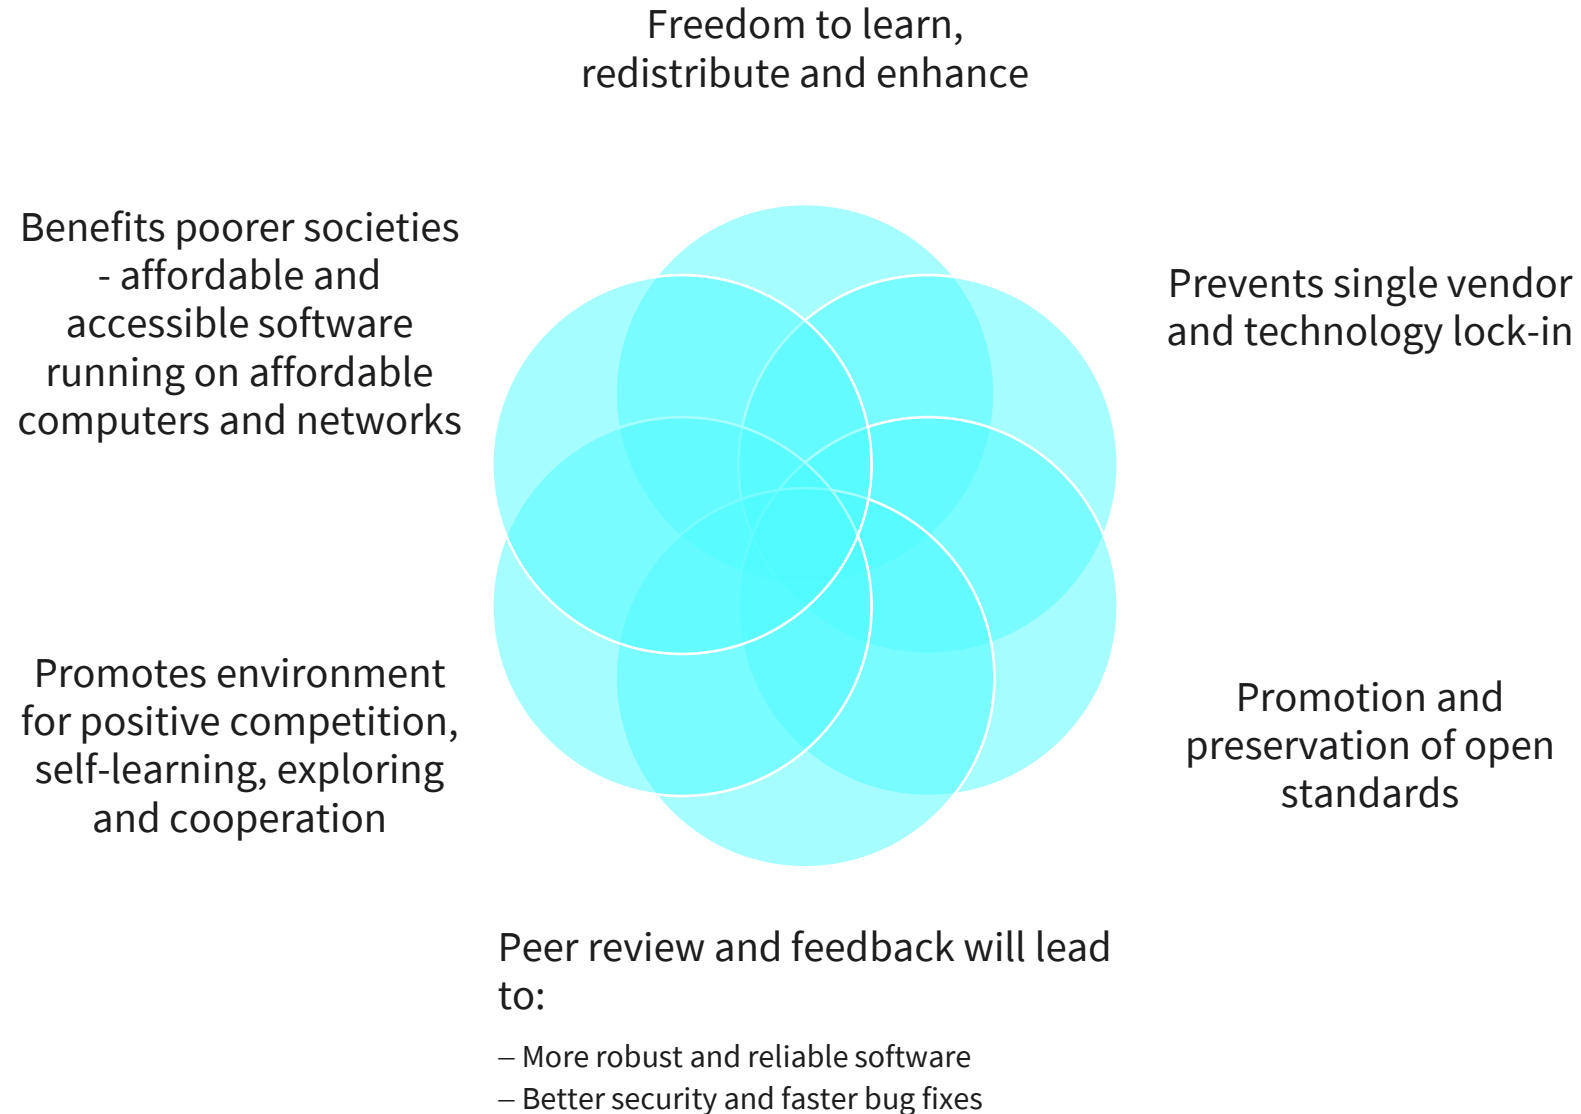 Freedom to learn,
redistribute and enhance
Benefits poorer societies
- affordable and
accessible software
running on affordable
computers and networks
Prevents single vendor
and technology lock-in
Promotes environment
for positive competition,
self-learning, exploring
and cooperation
Promotion and
preservation of open
standards
Peer review and feedback will lead
to:
– More robust and reliable software
– Better security and faster bug fixes